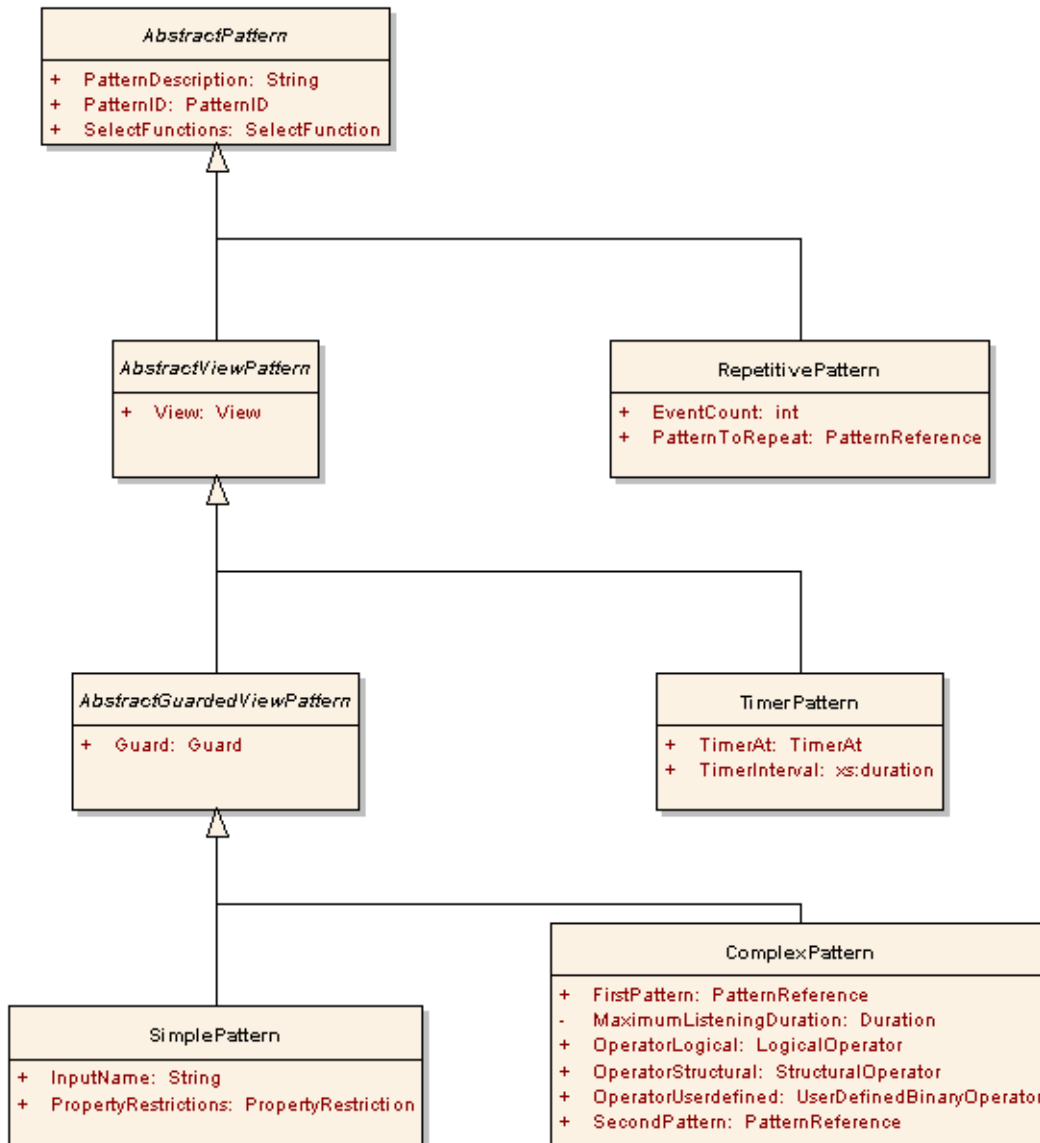 AbstractPattern
+ PatternDescription: String
+ PatternID: PatternID
+ SelectFunctions: SelectFunction
AbstractViewPattern
+ View: View
RepetitivePattern
+ EventCount: int
+ PatternToRepeat: PatternReference
AbstractGuardedViewPattern
+ Guard: Guard
TimerPattern
+ TimerAt: TimerAt
+ TimerInterval: xs:duration
SimplePattern
+ InputName: String
+ PropertyRestrictions: PropertyRestriction
ComplexPattern
+ FirstPattern: PatternReference
- MaximumListeningDuration: Duration
+ OperatorLogical: LogicalOperator
+ OperatorStructural: StructuralOperator
+ OperatorUserdefined: UserDefinedBinaryOperator
+ SecondPattern: PatternReference